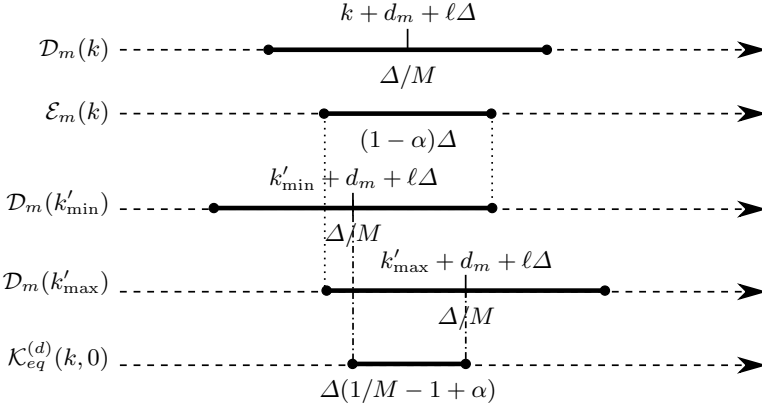 k + d_m + ℓΔ
𝒟_m(k)
Δ/M
ℰ_m(k)
(1 − α)Δ
k′_min + d_m + ℓΔ
𝒟_m(k′_min)
Δ/M
k′_max + d_m + ℓΔ
𝒟_m(k′_max)
Δ/M
𝒦_eq^(d)(k, 0)
Δ(1/M − 1 + α)